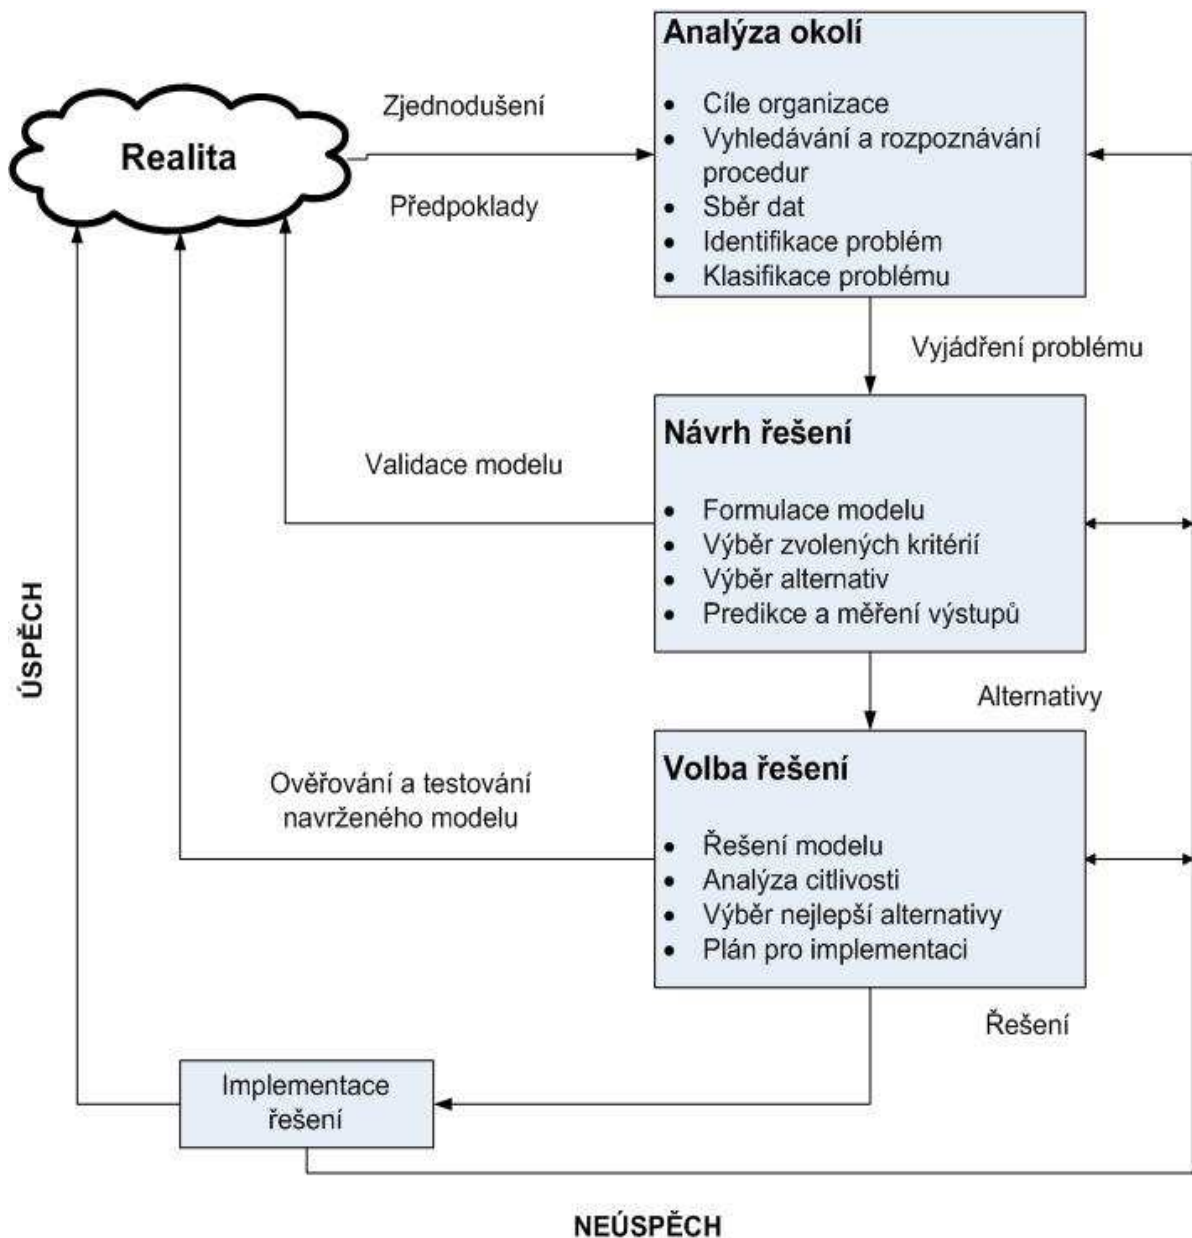 Analýza okolí
• Cíle organizace
• Vyhledávání a rozpoznávání
procedur
• Sběr dat
• Identifikace problém
• Klasifikace problému
Zjednodušení
Realita
Předpoklady
Vyjádření problému
Návrh řešení
• Formulace modelu
• Výběr zvolených kritérií
• Výběr alternativ
• Predikce a měření výstupů
Validace modelu
ÚSPĚCH
Alternativy
Volba řešení
• Řešení modelu
• Analýza citlivosti
• Výběr nejlepší alternativy
• Plán pro implementaci
Ověřování a testování
navrženého modelu
Řešení
Implementace
řešení
NEÚSPĚCH